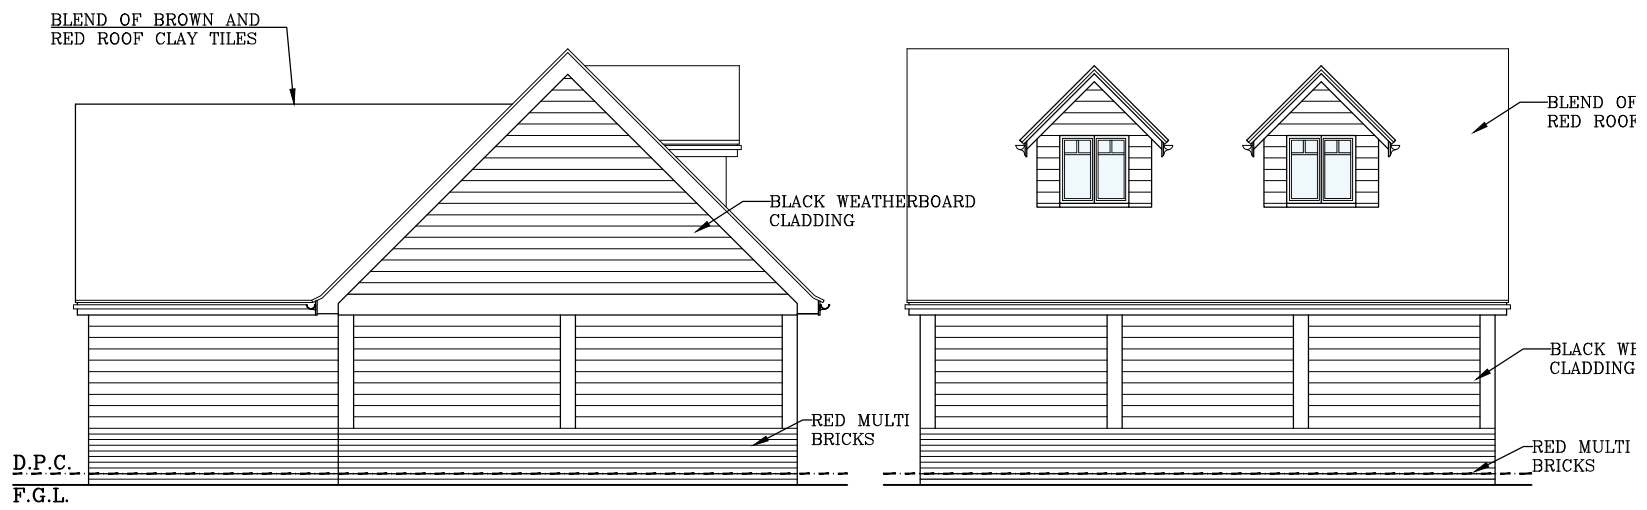 BLEND OF BROWN AND
RED ROOF CLAY TILES
BLACK WEATHERBOARD
CLADDING
RED MULTI
BRICKS
D.P.C.
F.G.L.
BLEND OF
RED ROOF
BLACK
CLADDING
RED MULTI
BRICKS